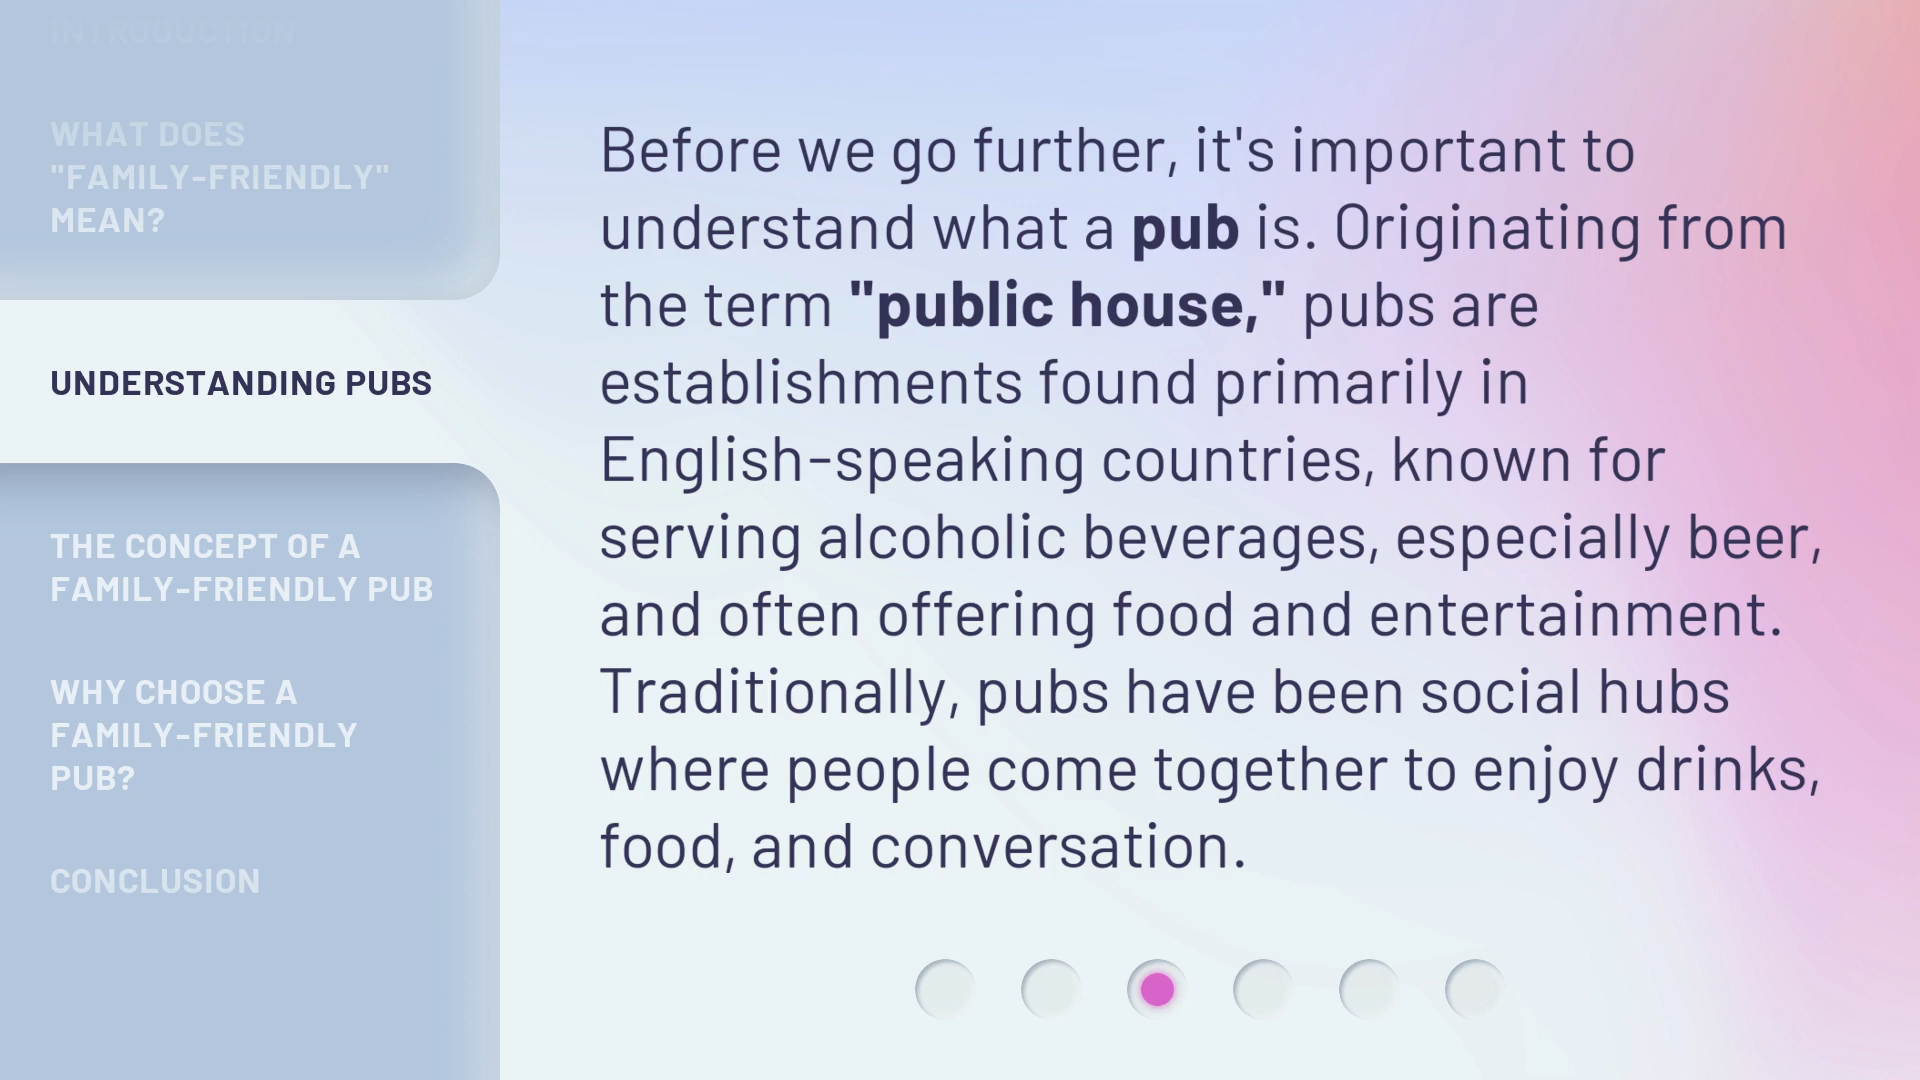 INTRODUCTION
WHAT DOES
"FAMILY-FRIENDLY"
MEAN?
UNDERSTANDING PUBS
THE CONCEPT OF A
FAMILY-FRIENDLY PUB
WHY CHOOSE A
FAMILY-FRIENDLY
PUB?
CONCLUSION
Before we go further, it's important to
understand what a pub is. Originating from
the term "public house," pubs are
establishments found primarily in
English-speaking countries, known for
serving alcoholic beverages, especially beer,
and often offering food and entertainment.
Traditionally, pubs have been social hubs
where people come together to enjoy drinks,
food, and conversation.